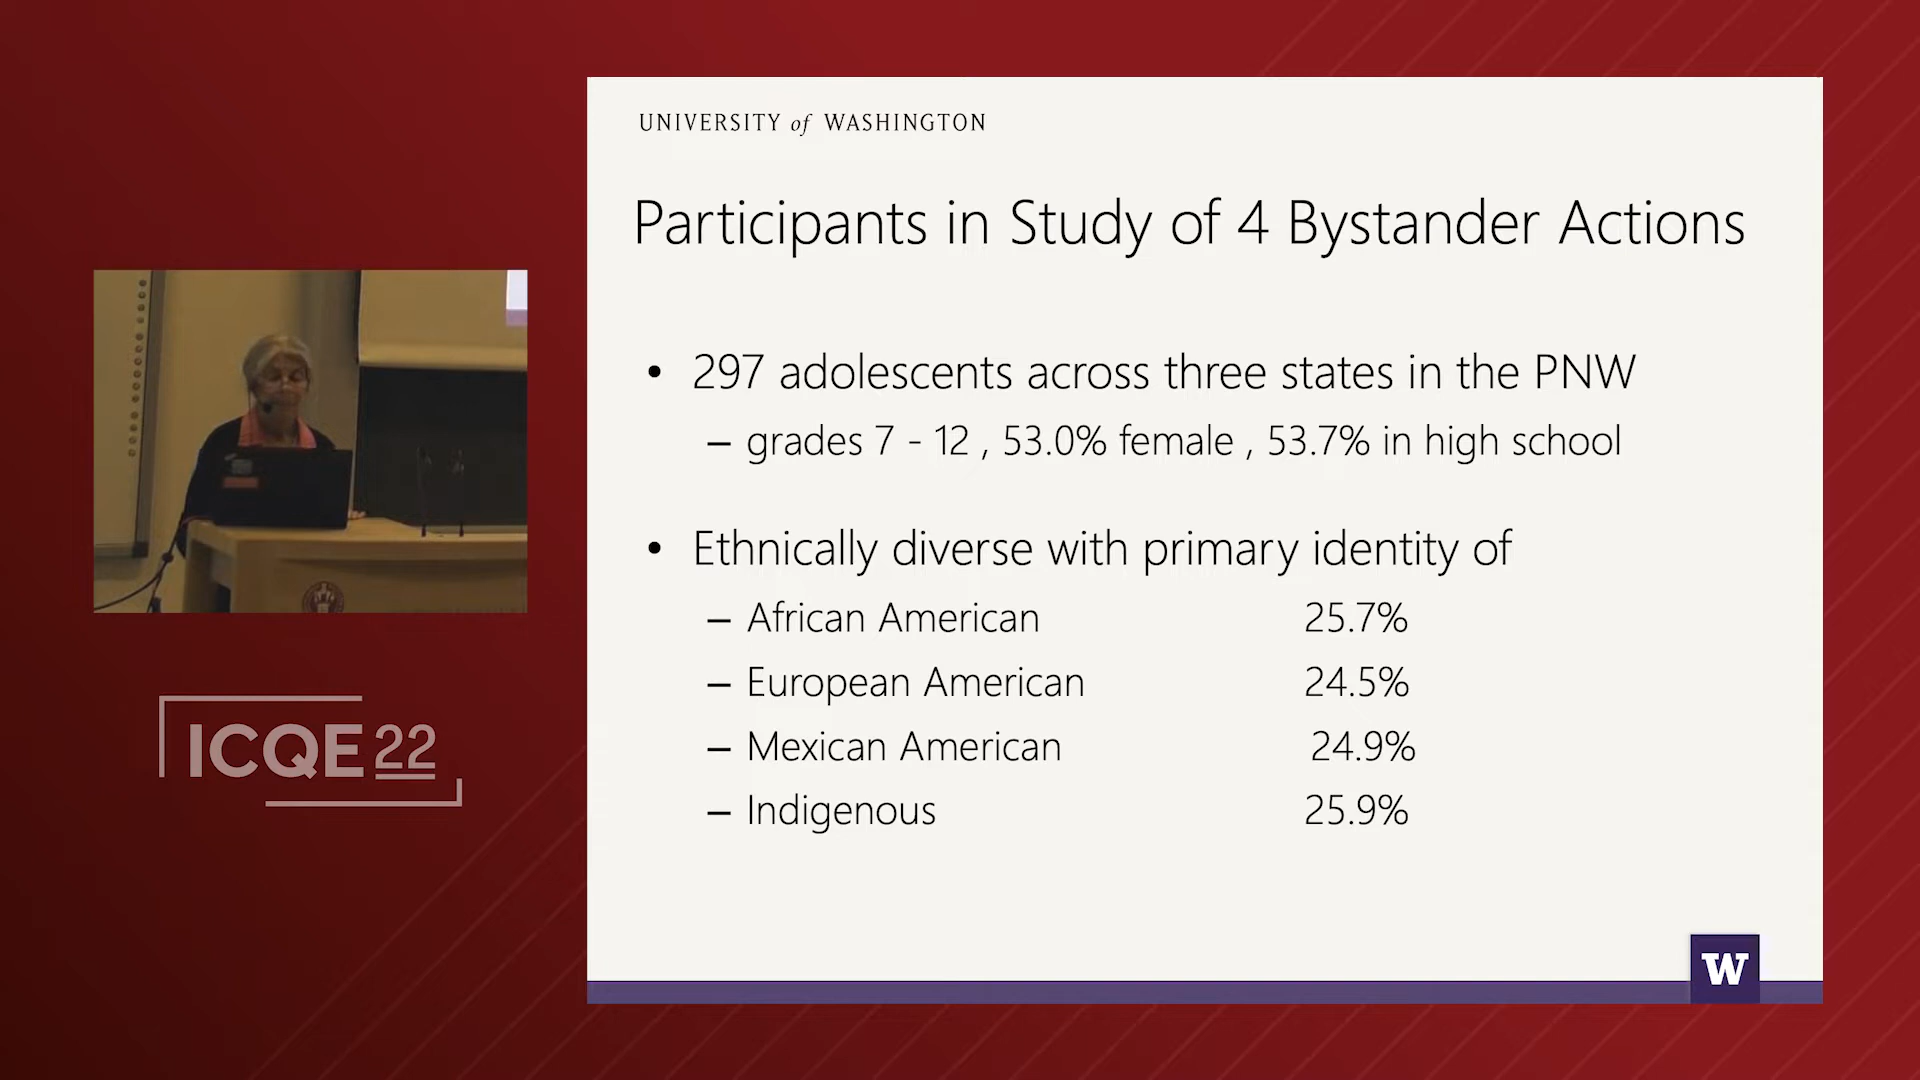 UNIVERSITY of WASHINGTON
Participants in Study of 4 Bystander Actions
• 297 adolescents across three states in the PNW
– grades 7 - 12 , 53.0% female , 53.7% in high school
• Ethnically diverse with primary identity of
– African American 25.7%
– European American 24.5%
– Mexican American 24.9%
– Indigenous 25.9%
ICQE 22
W